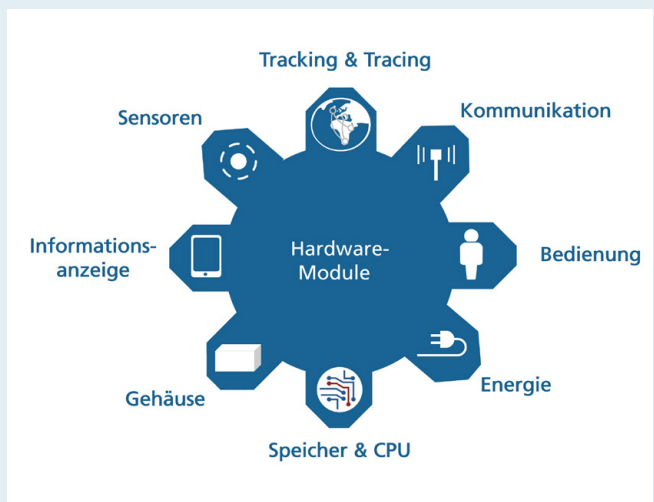 Tracking & Tracing
Sensoren
Kommunikation
Informations-
anzeige
Hardware-
Module
Bedienung
Gehäuse
Energie
Speicher & CPU